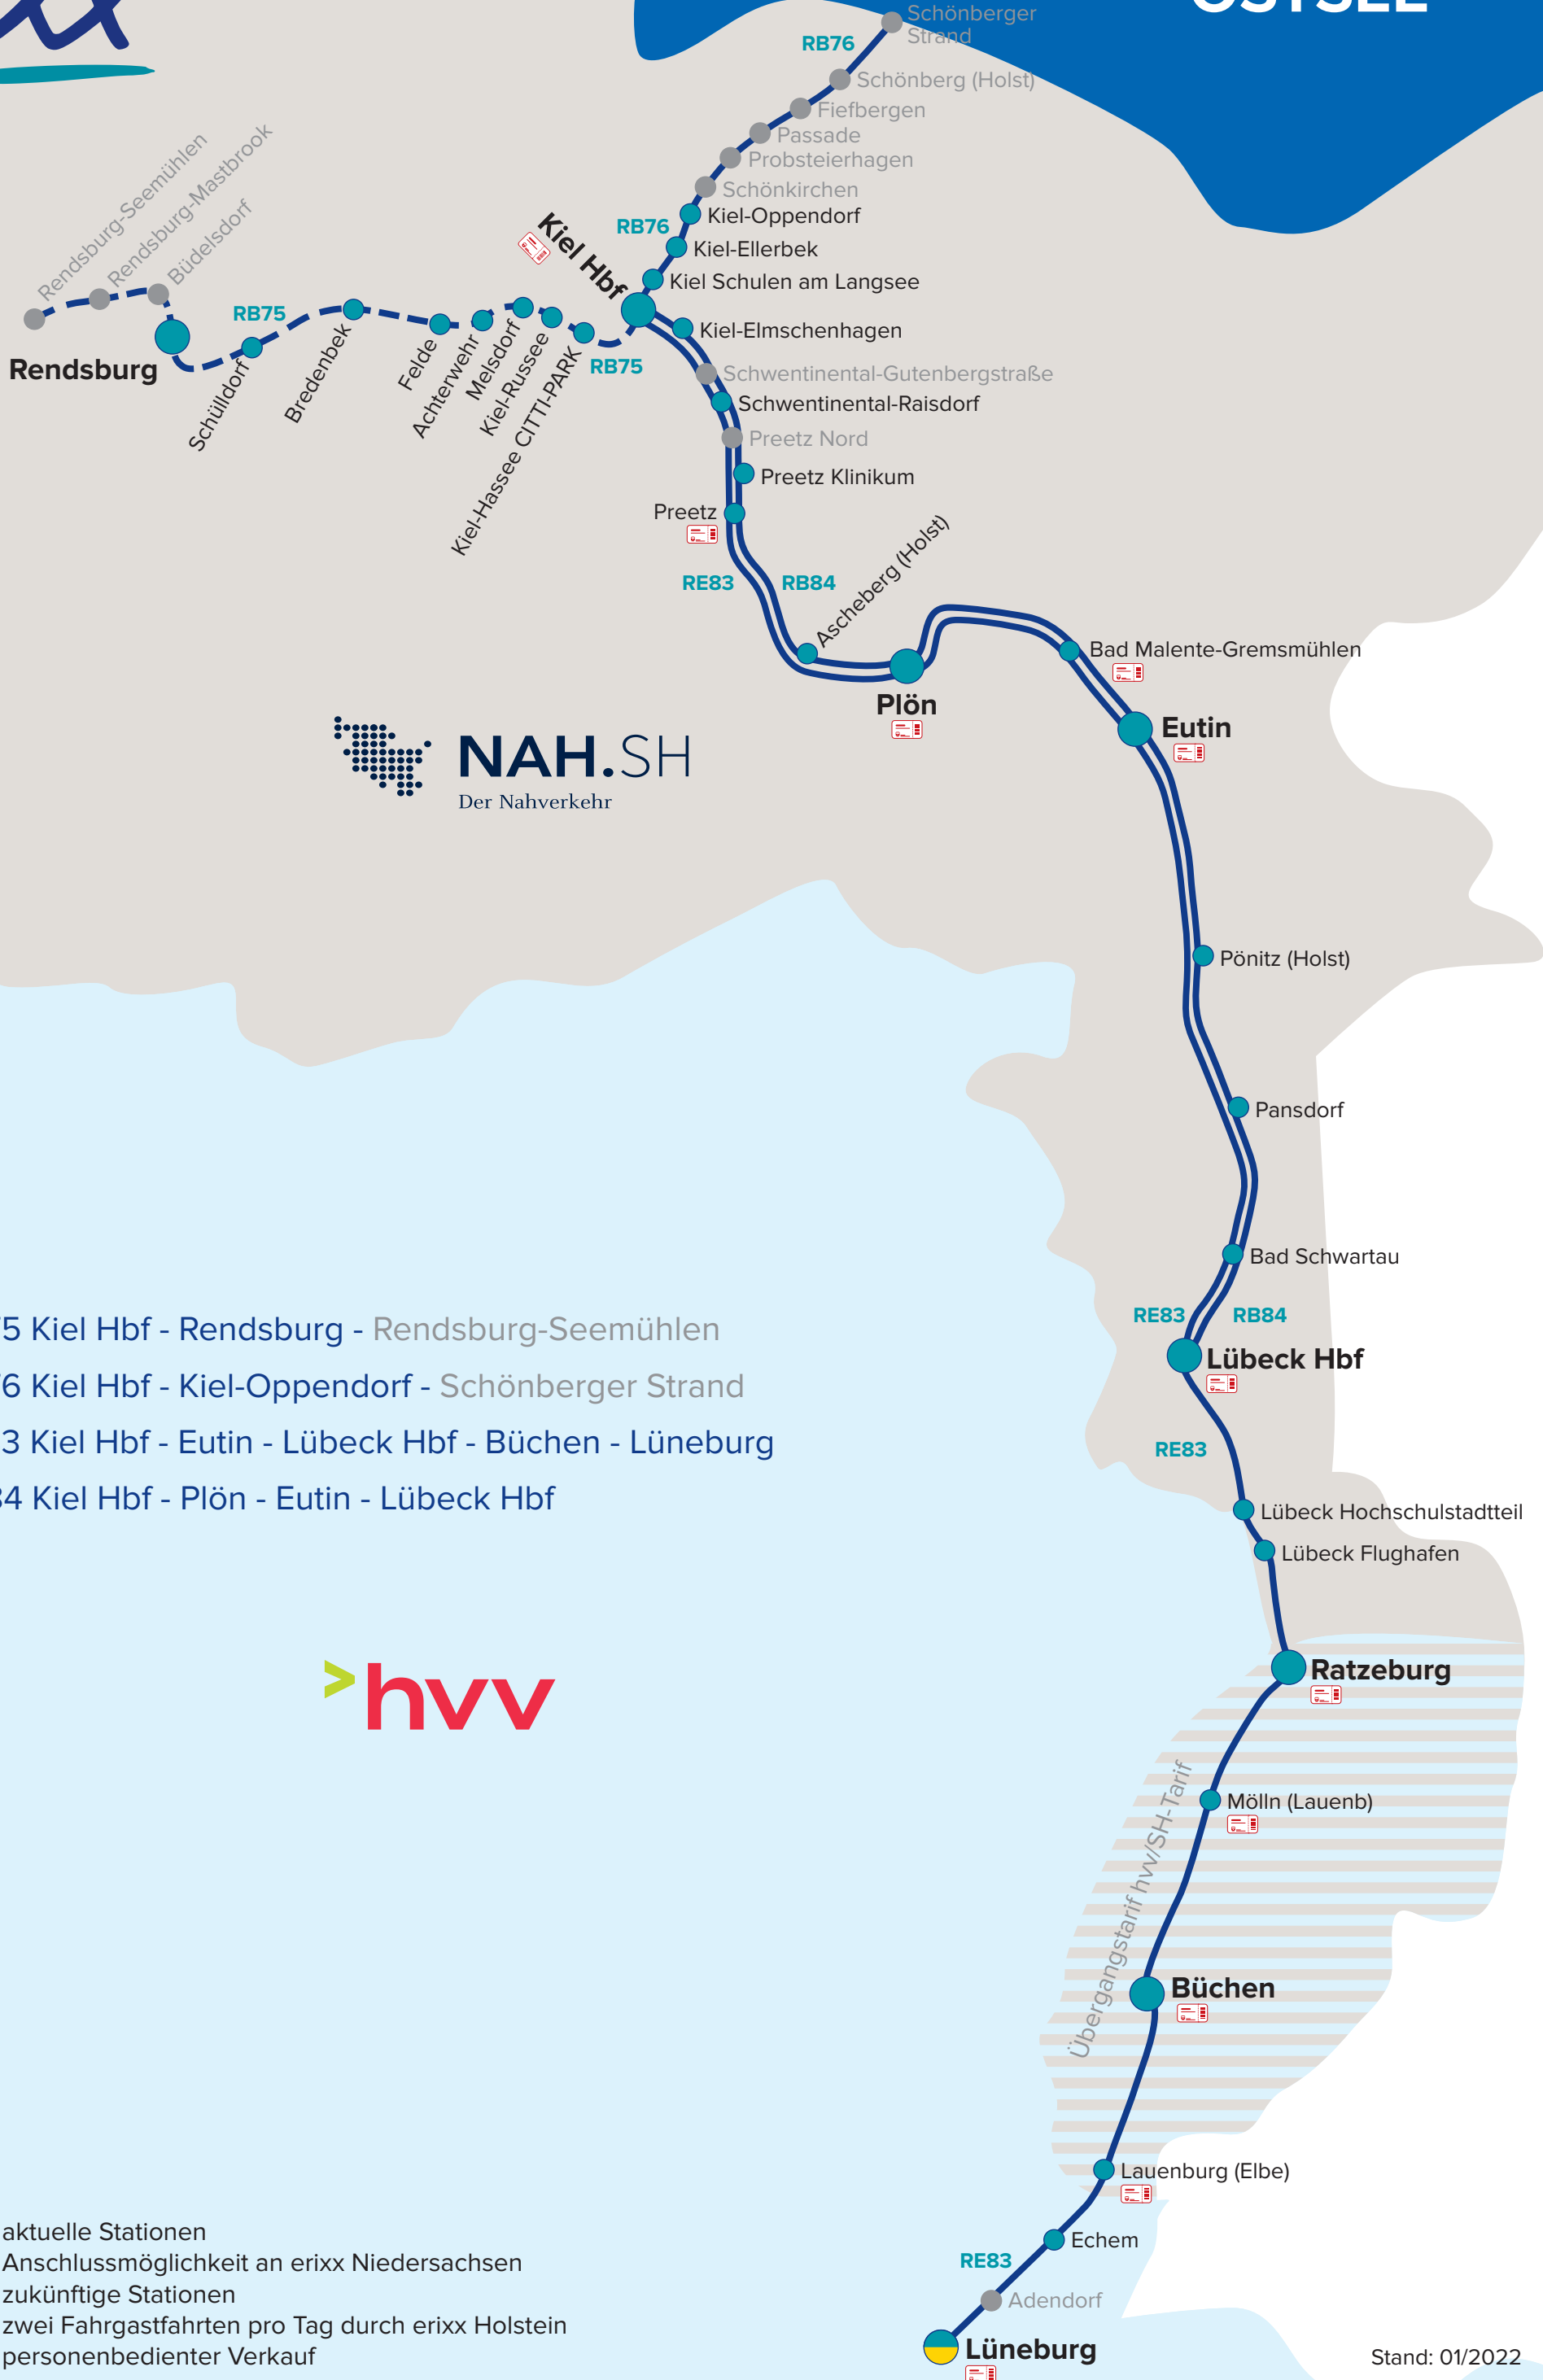 OSTSEE
Schönberger
Strand
RB76
Schönberg (Holst)
Fiefbergen
Passade
Probsteierhagen
Schönkirchen
Kiel-Oppendorf
RB76
Kiel-Ellerbek
Kiel Schulen am Langsee
Kiel Hbf
Rendsburg-Seemühlen
Rendsburg-Mastbrook
Büdelsdorf
Rendsburg
RB75
Schülldorf
Bredenbek
Felde
Achterwehr
Melsdorf
Kiel-Russee
Kiel-Hassee CITTI-PARK
RB75
Kiel-Elmschenhagen
Schwentinental-Gutenbergstraße
Schwentinental-Raisdorf
Preetz Nord
Preetz Klinikum
Preetz
RE83
RB84
Ascheberg (Holst)
Plön
Bad Malente-Gremsmühlen
Eutin
NAH.SH
Der Nahverkehr
Pönitz (Holst)
Pansdorf
Bad Schwartau
RE83
RB84
Lübeck Hbf
5 Kiel Hbf - Rendsburg - Rendsburg-Seemühlen
6 Kiel Hbf - Kiel-Oppendorf - Schönberger Strand
3 Kiel Hbf - Eutin - Lübeck Hbf - Büchen - Lüneburg
4 Kiel Hbf - Plön - Eutin - Lübeck Hbf
RE83
Lübeck Hochschulstadtteil
Lübeck Flughafen
hvv
Ratzeburg
Mölln (Lauenb)
Übergangstarif hvv/SH-Tarif
Büchen
Lauenburg (Elbe)
Echem
RE83
Adendorf
Lüneburg
aktuelle Stationen
Anschlussmöglichkeit an erixx Niedersachsen
zukünftige Stationen
zwei Fahrgastfahrten pro Tag durch erixx Holstein
personenbedienter Verkauf
Stand: 01/2022